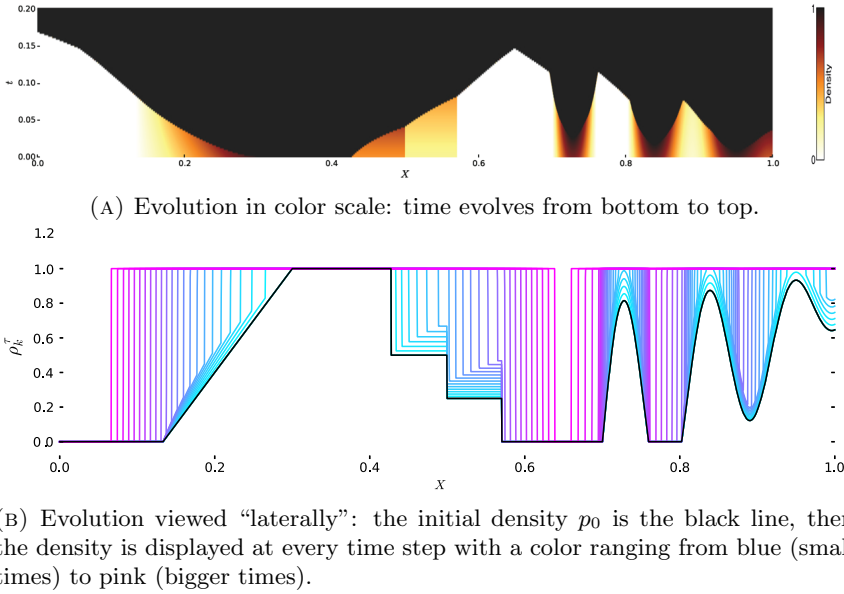 0.20
0.15
0.10
0.05
0.00
t
0.0 0.2 0.4 0.6 0.8 1.0
X
1
0
Density
(A) Evolution in color scale: time evolves from bottom to top.
1.2
1.0
0.8
0.6
0.4
0.2
0.0
ρ_k^τ
0.0 0.2 0.4 0.6 0.8 1.0
X
(B) Evolution viewed “laterally”: the initial density p₀ is the black line, then
the density is displayed at every time step with a color ranging from blue (small
times) to pink (bigger times).